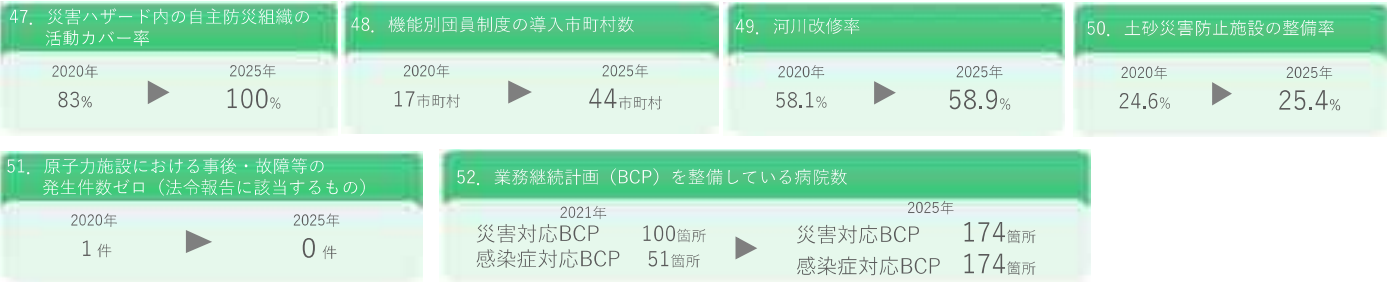 47. 災害ハザード内の自主防災組織の
活動カバー率
2020年
2025年
83%
100%
48. 機能別団員制度の導入市町村数
2020年
2025年
17市町村
44市町村
49. 河川改修率
2020年
2025年
58.1%
58.9%
50. 土砂災害防止施設の整備率
2020年
2025年
24.6%
25.4%
51. 原子力施設における事後・故障等の
発生件数ゼロ（法令報告に該当するもの）
2020年
2025年
1件
0件
52. 業務継続計画（BCP）を整備している病院数
2021年
災害対応BCP 100箇所
感染症対応BCP 51箇所
2025年
災害対応BCP 174箇所
感染症対応BCP 174箇所